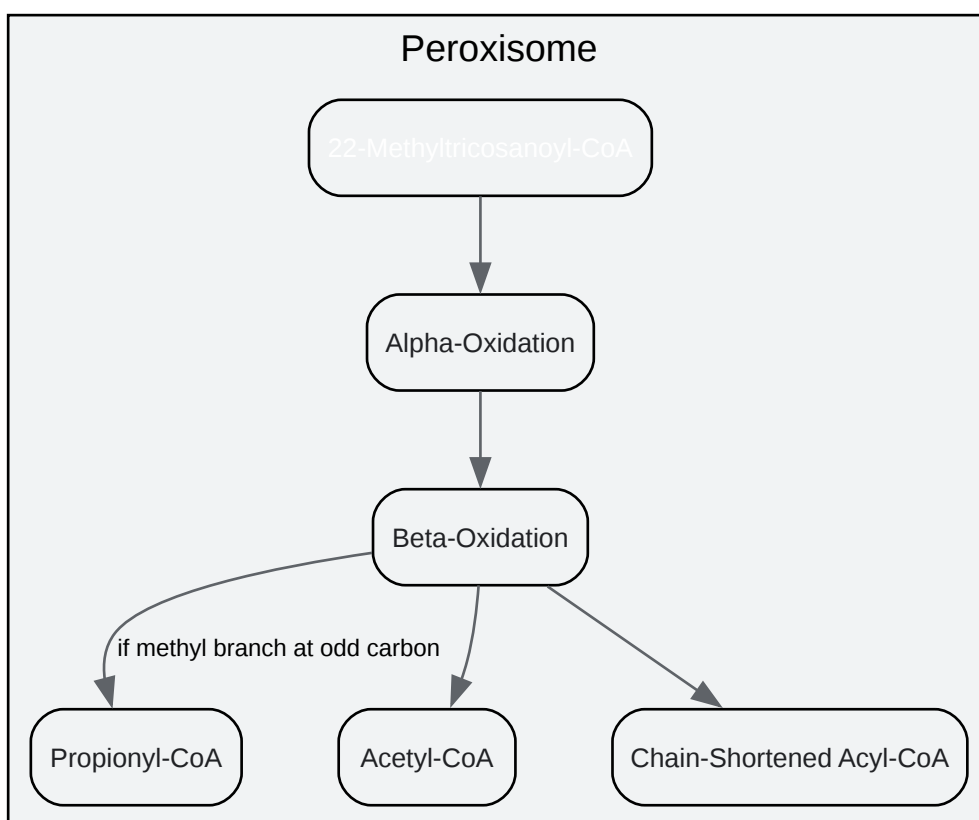 Peroxisome
22-Methyltricosanoyl-CoA
Alpha-Oxidation
Beta-Oxidation
if methyl branch at odd carbon
Propionyl-CoA
Acetyl-CoA
Chain-Shortened Acyl-CoA